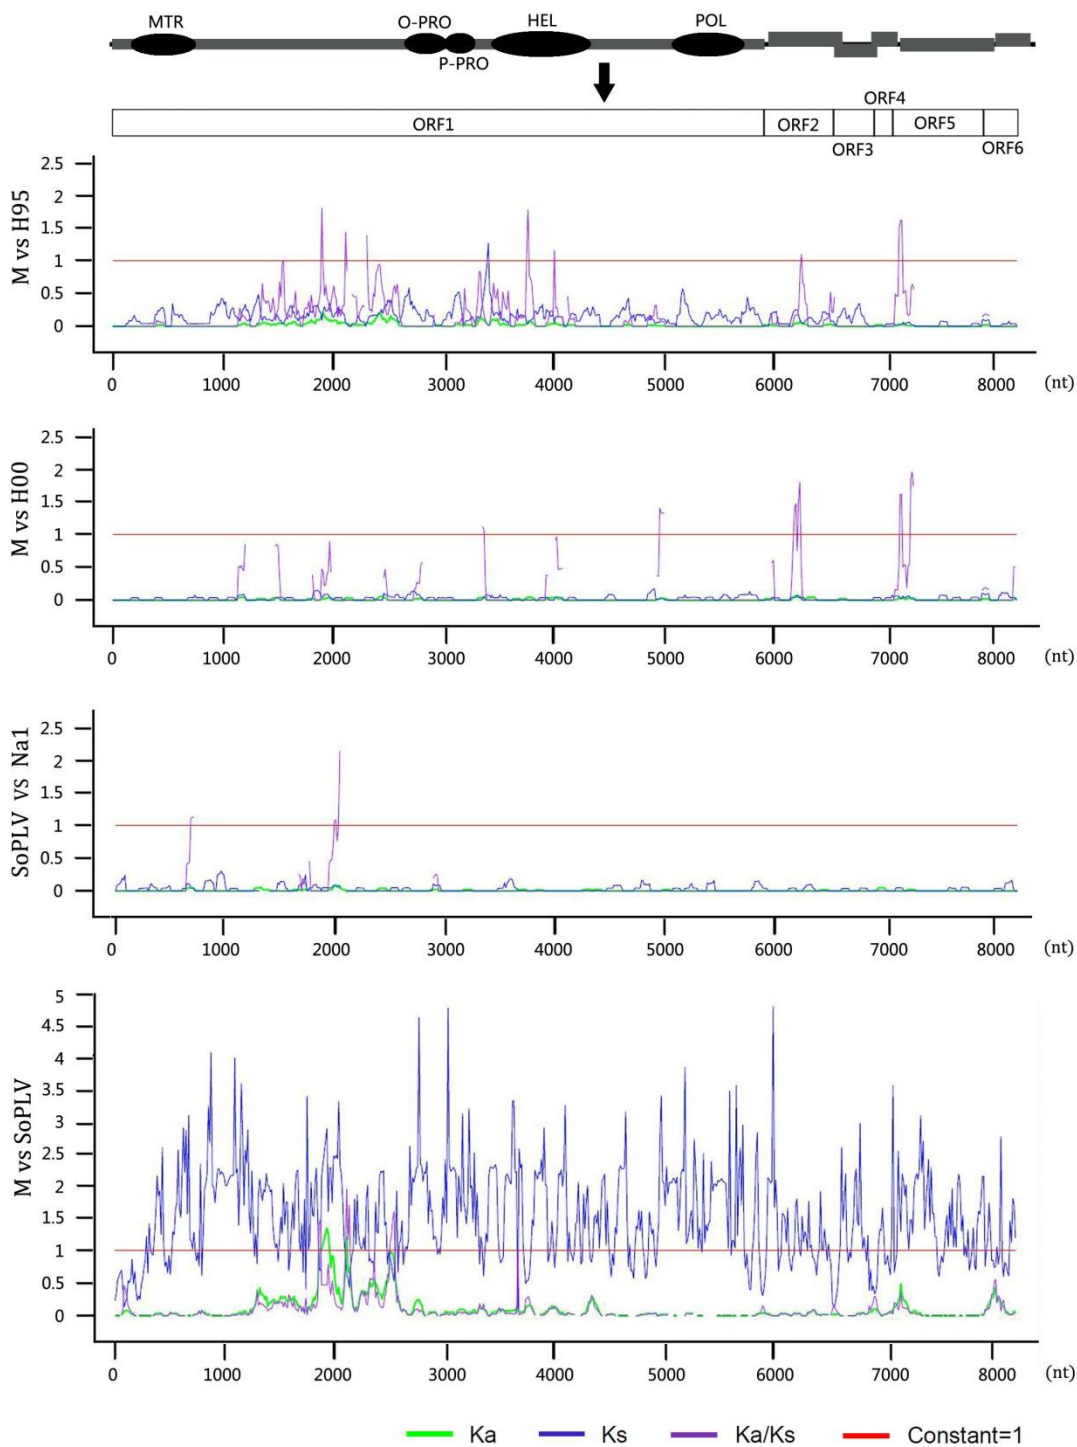 MTR O-PRO HEL POL
P-PRO
ORF4
ORF1 ORF2 ORF5
ORF3 ORF6
M vs H95
2.5
2
1.5
1
0.5
0
0 1000 2000 3000 4000 5000 6000 7000 8000 (nt)
M vs H00
2.5
2
1.5
1
0.5
0
0 1000 2000 3000 4000 5000 6000 7000 8000 (nt)
SoPLV vs Na1
2.5
2
1.5
1
0.5
0
0 1000 2000 3000 4000 5000 6000 7000 8000 (nt)
M vs SoPLV
5
4.5
4
3.5
3
2.5
2
1.5
1
0.5
0
0 1000 2000 3000 4000 5000 6000 7000 8000 (nt)
Ka Ks Ka/Ks Constant=1